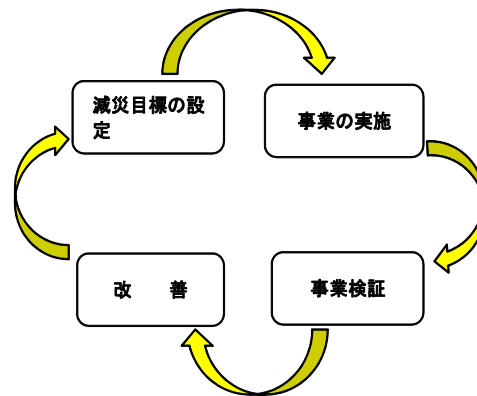 減災目標の設
定
事業の実施
改　　善
事業検証